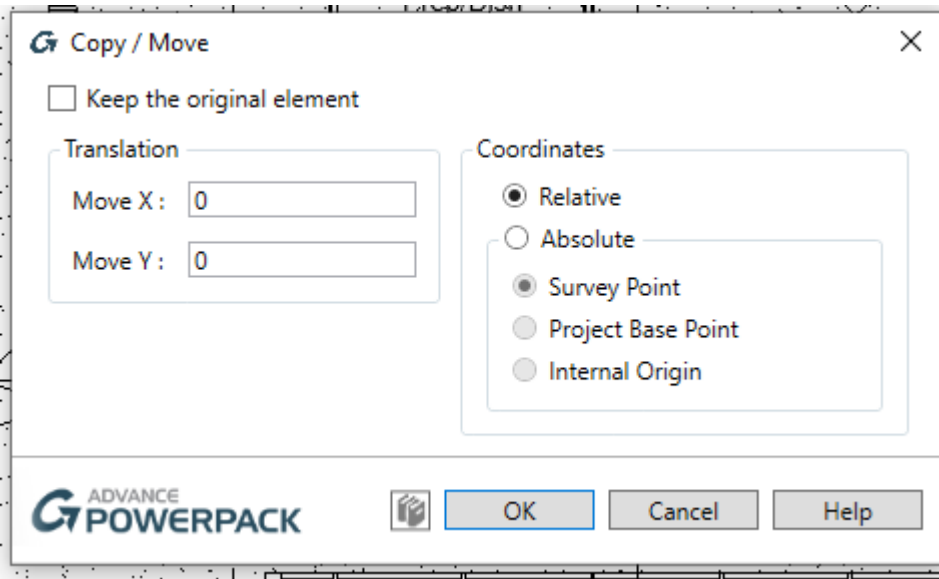 Copy / Move
Keep the original element
Translation
Move X :
0
Move Y :
0
Coordinates
Relative
Absolute
Survey Point
Project Base Point
Internal Origin
ADVANCE
POWERPACK
OK
Cancel
Help